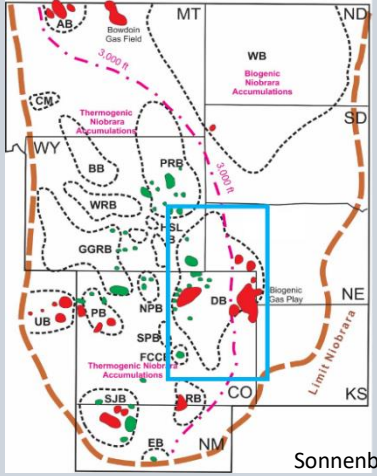 MT
ND
AB
Bowdoin
Gas Field
WB
3,000 ft
Biogenic
Niobrara
Accumulations
CM
Thermogenic
Niobrara
Accumulations
SD
WY
3,000 ft
BB
PRB
WRB
HSL
B
GGRB
NE
Biogenic
Gas Play
UB
PB
NPB
DB
SPB
Limit Niobrara
FCCB
Thermogenic Niobrara
Accumulations
CO
KS
SJB
RB
EB
NM
Sonnenb